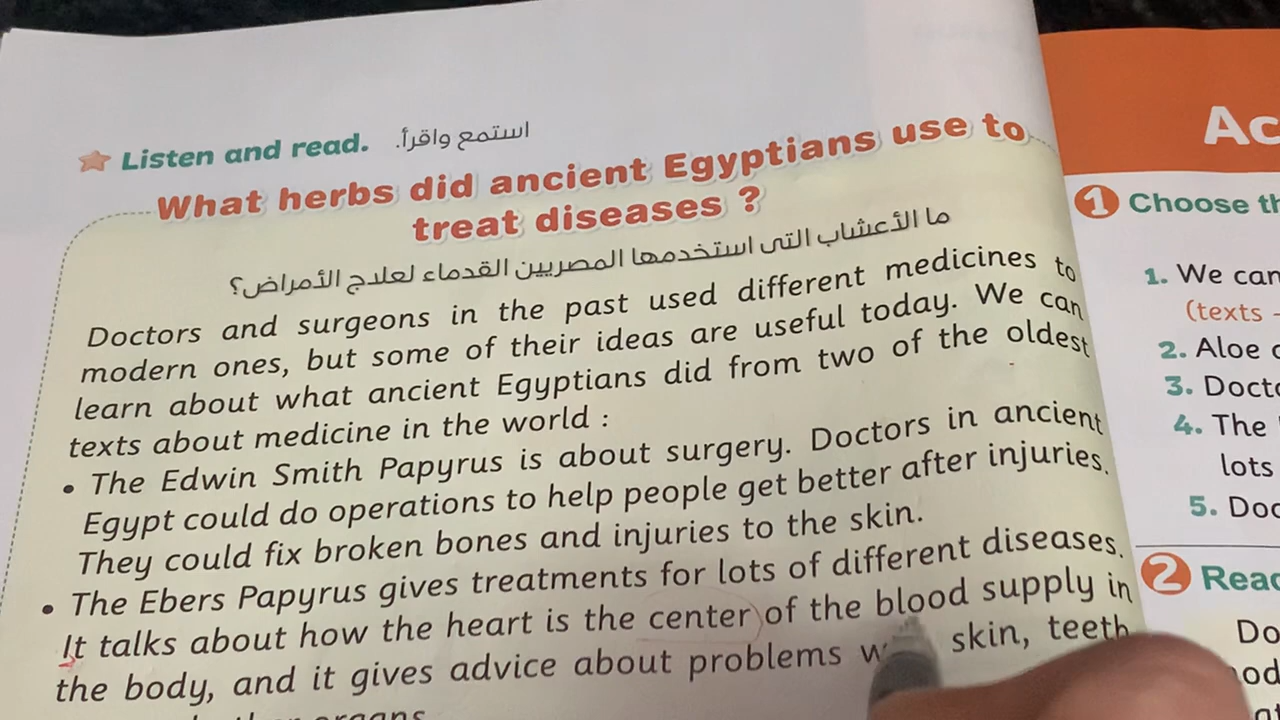 Listen and read. استمع واقرأ.
What herbs did ancient Egyptians use to
treat diseases ?
ما الأعشاب التى استخدمها المصريين القدماء لعلاج الأمراض؟
Doctors and surgeons in the past used different medicines to
modern ones, but some of their ideas are useful today. We can
learn about what ancient Egyptians did from two of the oldest
texts about medicine in the world :
• The Edwin Smith Papyrus is about surgery. Doctors in ancient
Egypt could do operations to help people get better after injuries.
They could fix broken bones and injuries to the skin.
• The Ebers Papyrus gives treatments for lots of different diseases.
It talks about how the heart is the center of the blood supply in
the body, and it gives advice about problems skin, teeth
organs
1 Choose
1. We can
(texts -
2. Aloe
3.
4. The
lots
5.
2